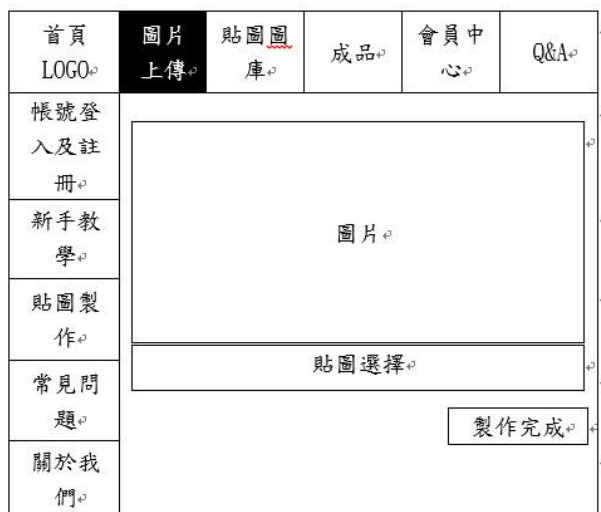 首頁
LOGO
圖片
上傳
貼圖圖
庫
成品
會員中
心
Q&A
帳號登
入及註
冊
新手教
學
貼圖製
作
常見問
題
關於我
們
圖片
貼圖選擇
製作完成